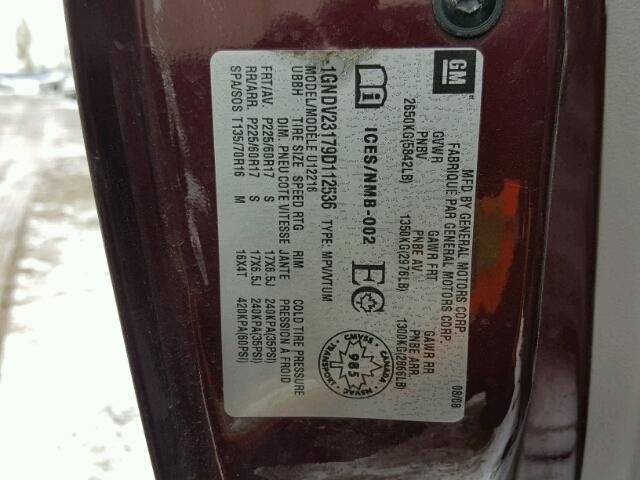 GM
MFD BY GENERAL MOTORS CORP
FABRIQUE PAR GENERAL MOTORS CORP.
08/08
GVWR GAWR FRT GAWR RR
PNBV PNBE AV. PNBE ARR.
2650KG(5842LB) 1350KG(2976LB) 1300KG(2866LB)
ICES/NMB-002
EC
CMVSS
CANADA
985
NSVAC
TRANSPORT
1GNDV23179D112536 TYPE: MPV/VTUM
MODEL/MODELE U12216
UBBH TIRE SIZE SPEED RTG RIM COLD TIRE PRESSURE
DIM. PNEU COTE VITESSE JANTE PRESSION A FROID
FRT/AV. P225/60R17 S 17X6.5J 240KPA(35PSI)
RR/ARR. P225/60R17 S 17X6.5J 240KPA(35PSI)
SPA/SOS T135/70R16 M 16X4T 420KPA(60PSI)